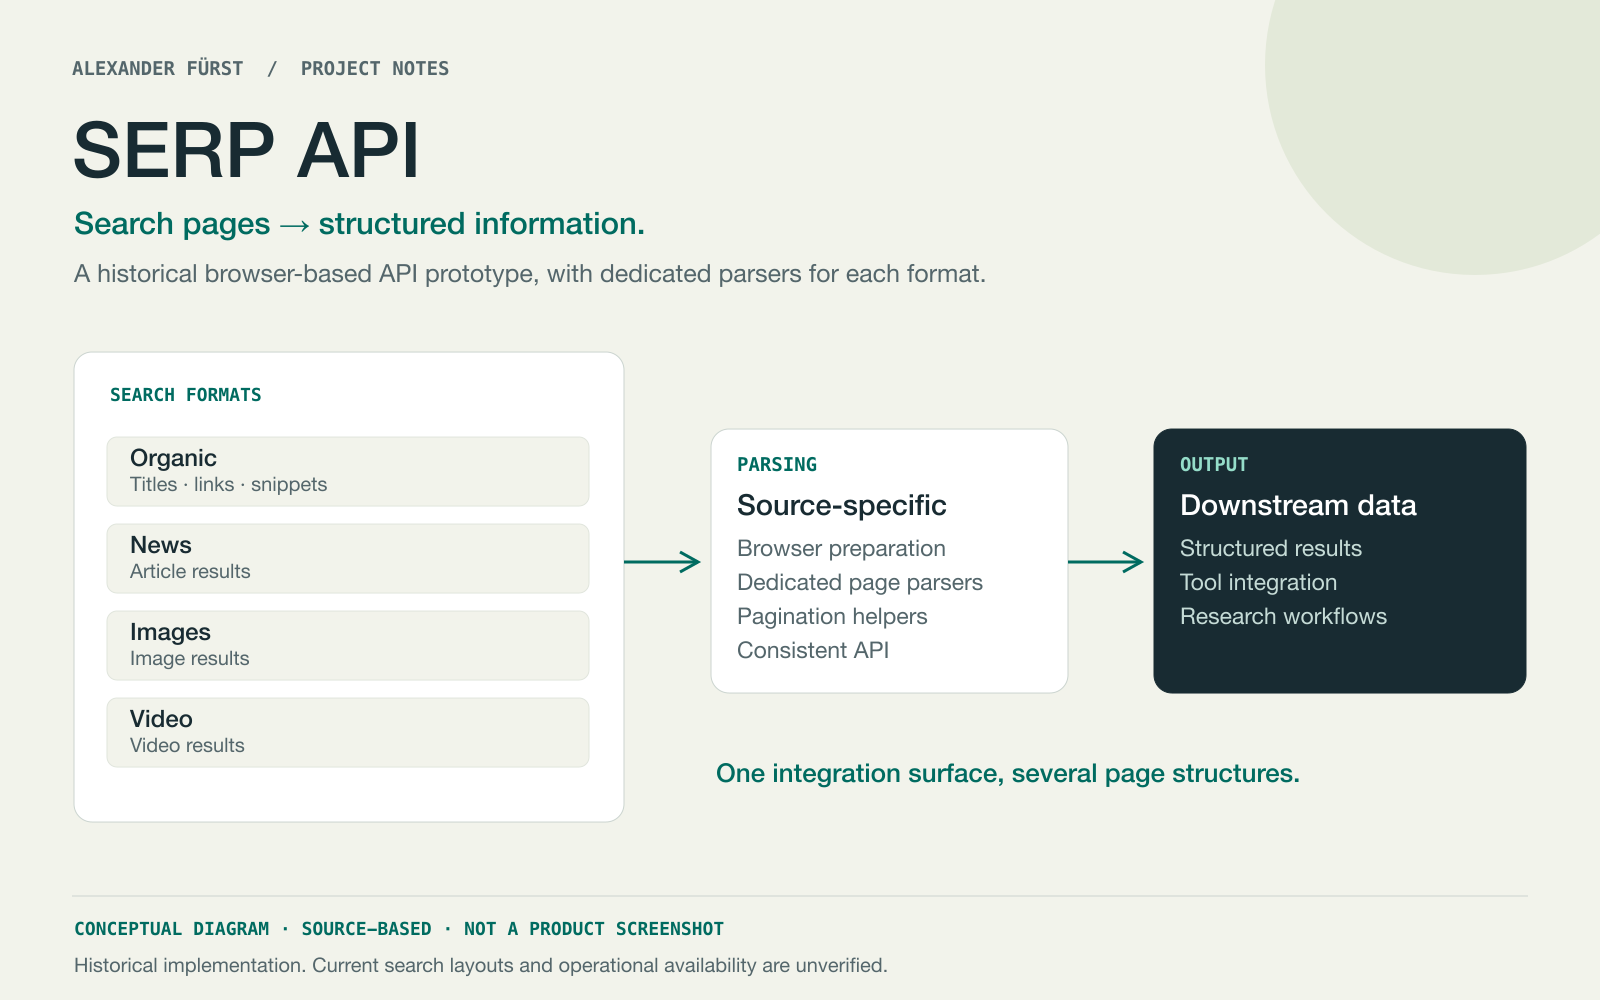 ALEXANDER FÜRST / PROJECT NOTES
SERP API
Search pages → structured information.
A historical browser-based API prototype, with dedicated parsers for each format.
SEARCH FORMATS
Organic
Titles · links · snippets
News
Article results
Images
Image results
Video
Video results
PARSING
Source-specific
Browser preparation
Dedicated page parsers
Pagination helpers
Consistent API
OUTPUT
Downstream data
Structured results
Tool integration
Research workflows
One integration surface, several page structures.
CONCEPTUAL DIAGRAM · SOURCE–BASED · NOT A PRODUCT SCREENSHOT
Historical implementation. Current search layouts and operational availability are unverified.